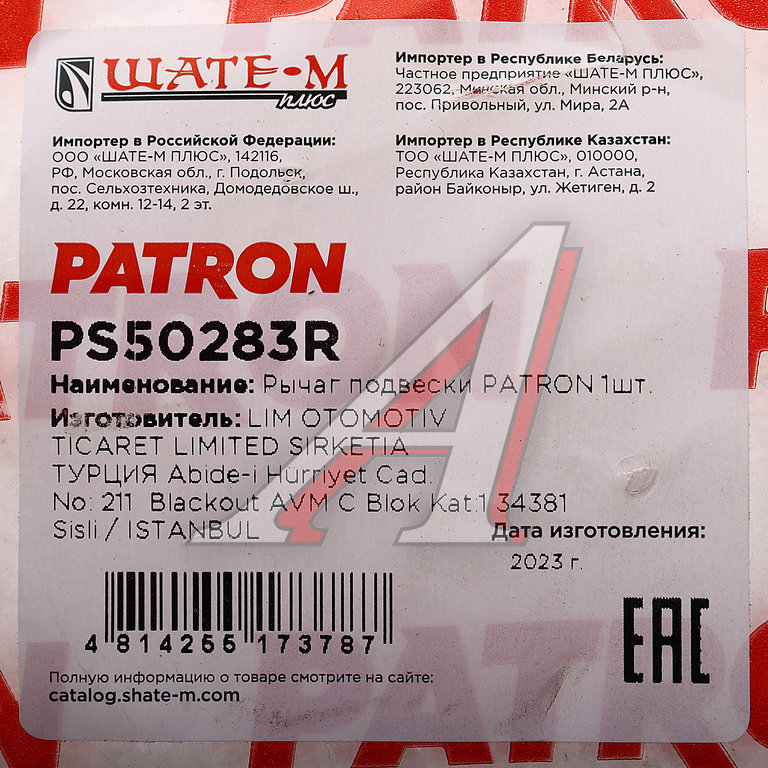 ШАТЕ-М
плюс
Импортер в Республике Беларусь:
Частное предприятие «ШАТЕ-М ПЛЮС»,
223062, Минская обл., Минский р-н,
пос. Привольный, ул. Мира, 2А
Импортер в Российской Федерации:
ООО «ШАТЕ-М ПЛЮС», 142116,
РФ, Московская обл., г. Подольск,
пос. Сельхозтехника, Домодедовское ш.,
д. 22, комн. 12-14, 2 эт.
Импортер в Республике Казахстан:
ТОО «ШАТЕ-М ПЛЮС», 010000,
Республика Казахстан, г. Астана,
район Байконыр, ул. Жетиген, д. 2
PATRON
PS50283R
Наименование: Рычаг подвески PATRON 1шт.
Изготовитель: LIM OTOMOTIV
TICARET LIMITED SIRKETIA
ТУРЦИЯ Abide-i Hürriyet Cad.
No: 211 Blackout AVM C Blok Kat:1 34381
Sisli / ISTANBUL
Дата изготовления:
2023 г.
4 814255 173787
EAC
Полную информацию о товаре смотрите на сайте:
catalog.shate-m.com
PATRON